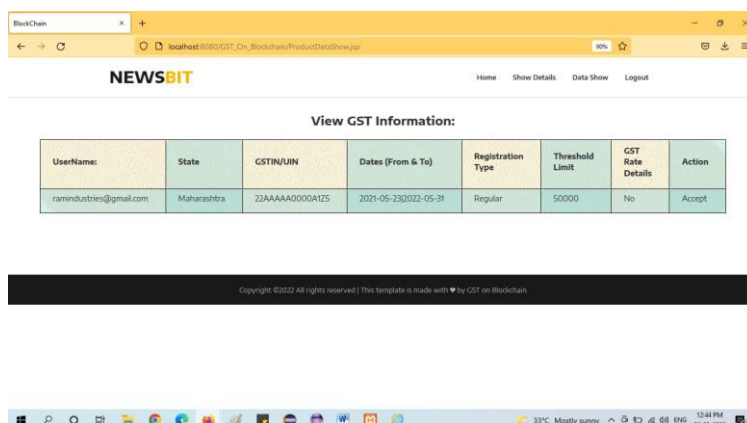 BlockChain
localhost:8080/GST_On_Blockchain/ProductDataShow.jsp 90%
NEWSBIT Home Show Details Data Show Logout
View GST Information:
UserName: State GSTIN/UIN Dates (From & To) Registration Type Threshold Limit GST Rate Details Action
ramindustries@gmail.com Maharashtra 22AAAAA0000A1Z5 2021-05-23|2022-05-31 Regular 50000 No Accept
Copyright ©2022 All rights reserved | This template is made with ♥ by GST on Blockchain
33°C Mostly sunny ENG 12:44 PM